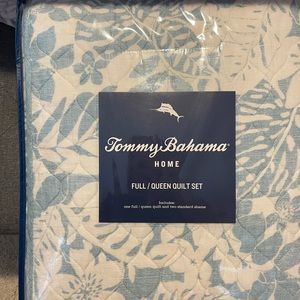 Tommy Bahama
HOME
FULL / QUEEN QUILT SET
Includes:
one full / queen quilt and two standard shams